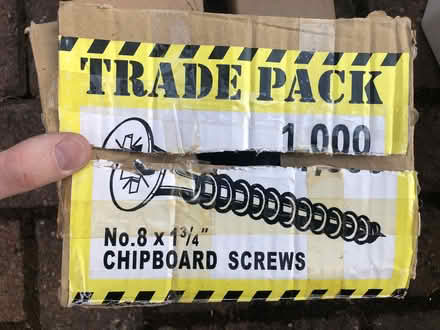 TRADE PACK
1,000
No.8 x 1¾"
CHIPBOARD SCREWS